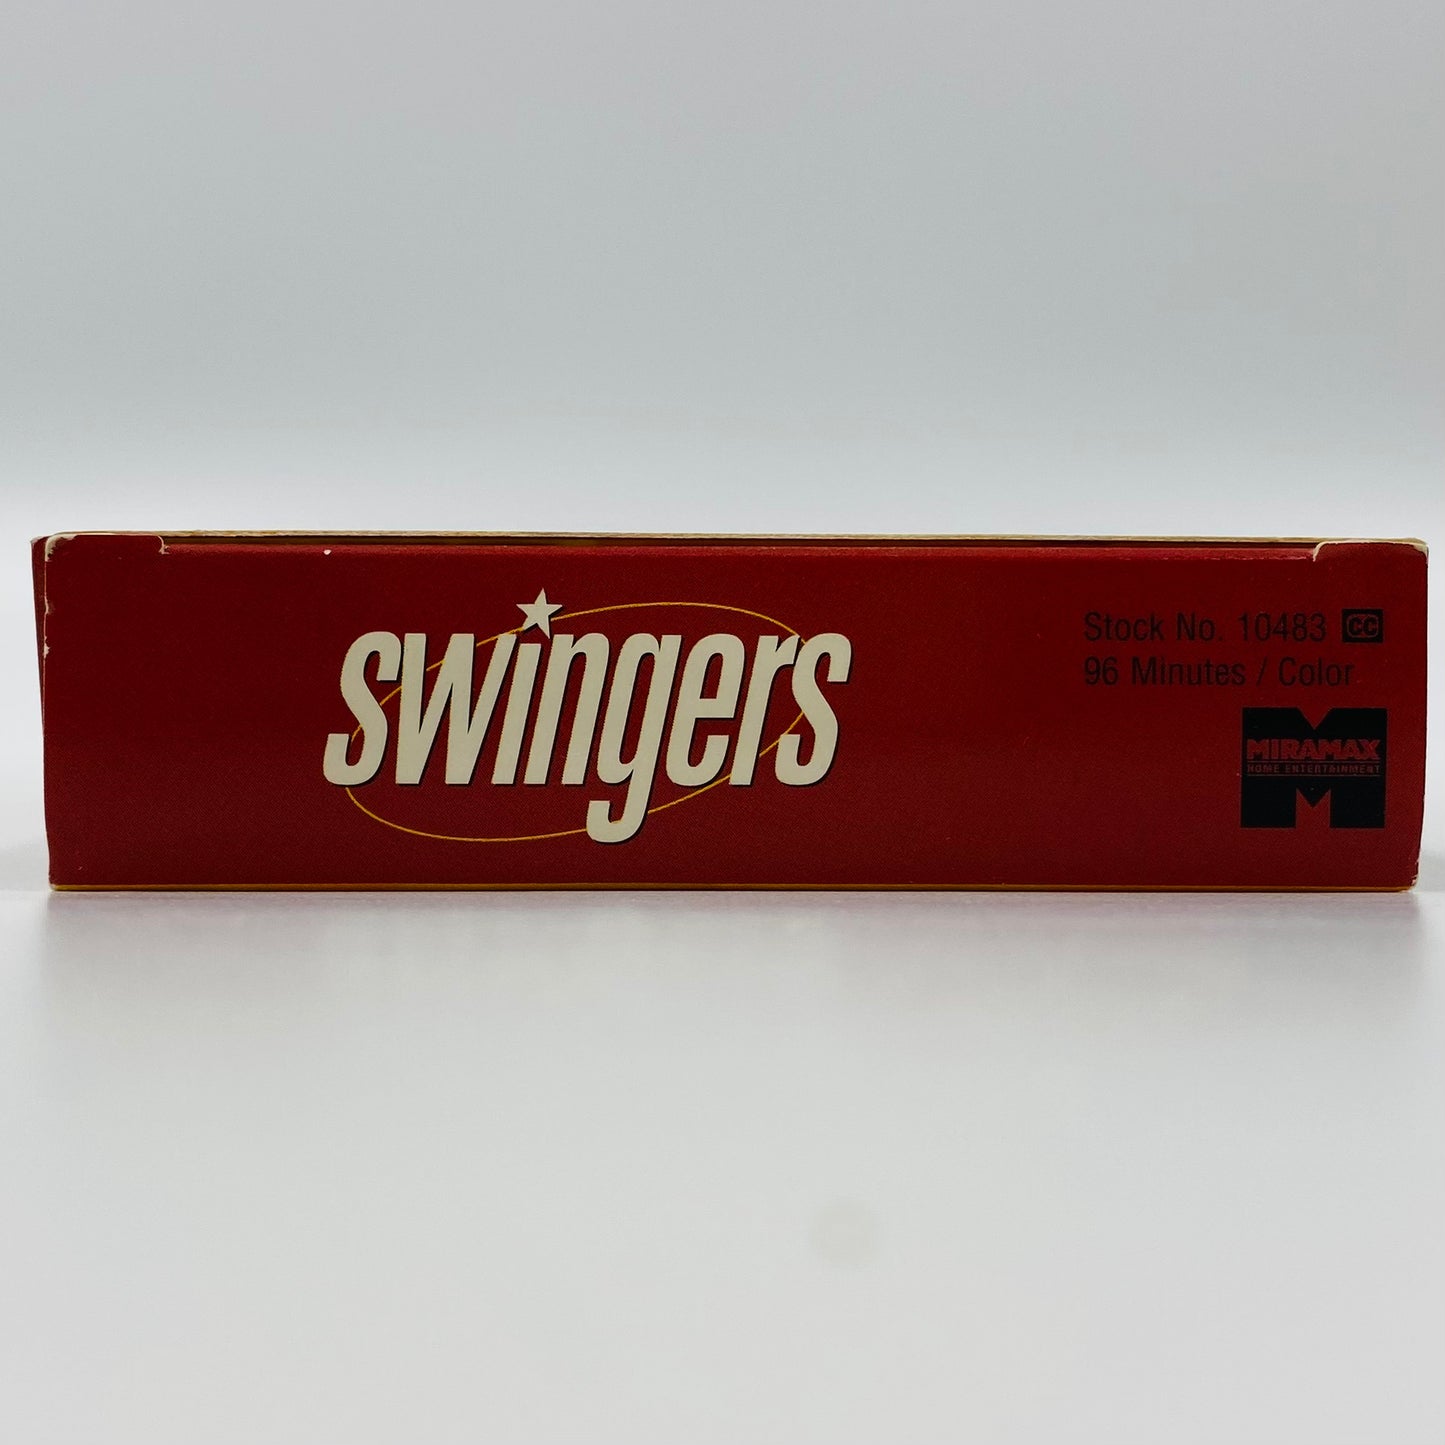 swingers
Stock No. 10483 CC
96 Minutes / Color
MIRAMAX
HOME ENTERTAINMENT